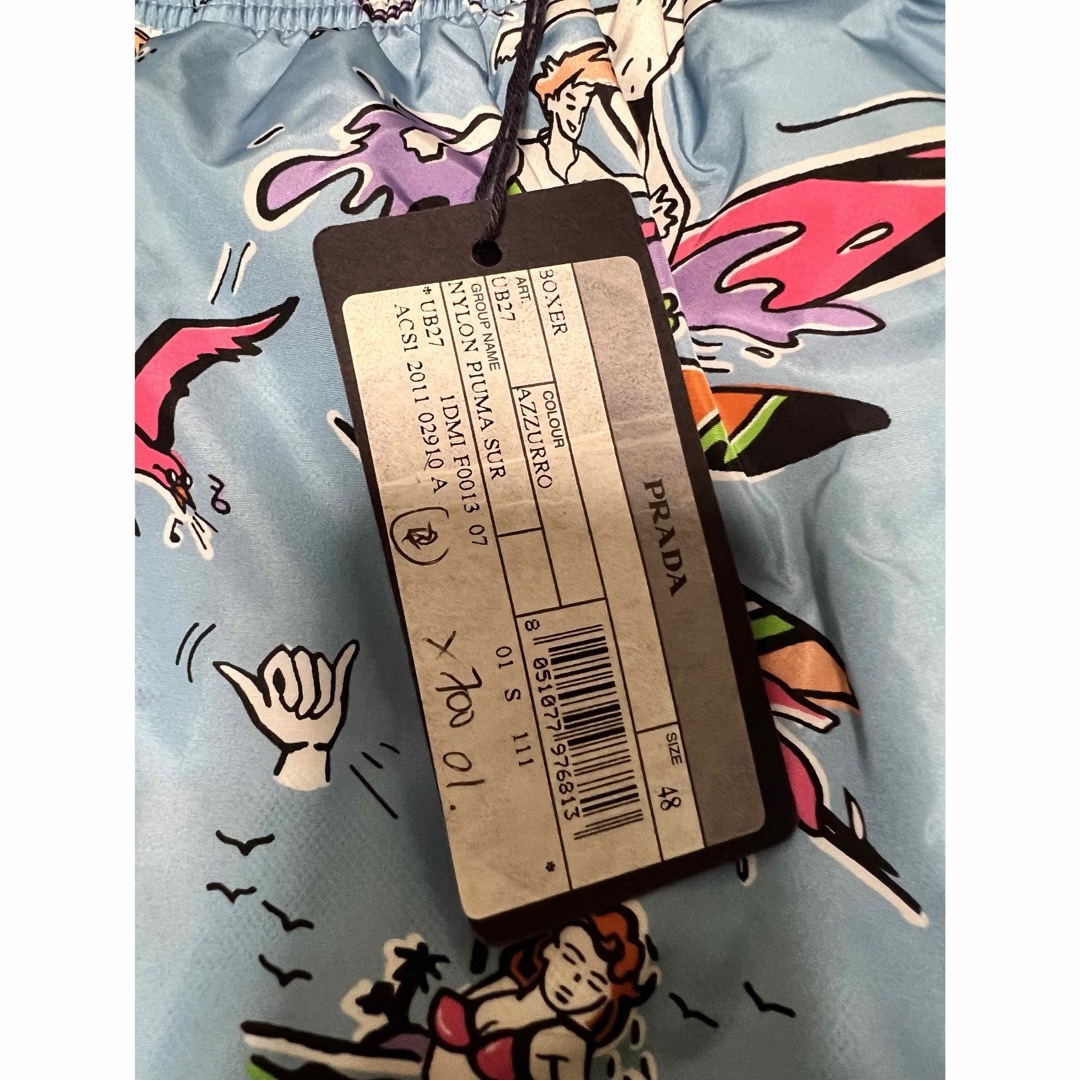 PRADA
SIZE
48
BOXER
ART.
UB27
COLOUR
AZZURRO
GROUP NAME
NYLON PIUMA SUR
8 051077 976813
*UB27 1DMI F0013 07 01 S 111 *
ACS1 2011 02910 A
X 700 01.